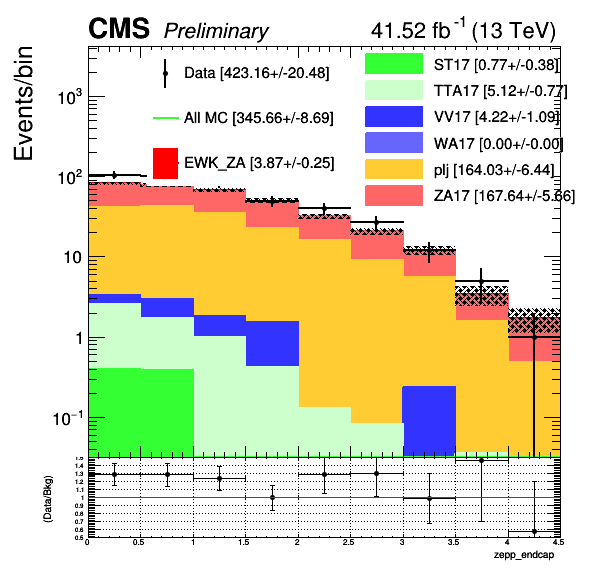 CMS Preliminary 41.52 fb⁻¹ (13 TeV)
Events/bin
Data [423.16+/-20.48]
All MC [345.66+/-8.69]
EWK_ZA [3.87+/-0.25]
ST17 [0.77+/-0.38]
TTA17 [5.12+/-0.77]
VV17 [4.22+/-1.09]
WA17 [0.00+/-0.00]
plj [164.03+/-6.44]
ZA17 [167.64+/-5.66]
10³
10²
10
1
10⁻¹
(Data/Bkg)
1.5
1.4
1.3
1.2
1.1
1
0.9
0.8
0.7
0.6
0.5
0 0.5 1 1.5 2 2.5 3 3.5 4 4.5
zepp_endcap